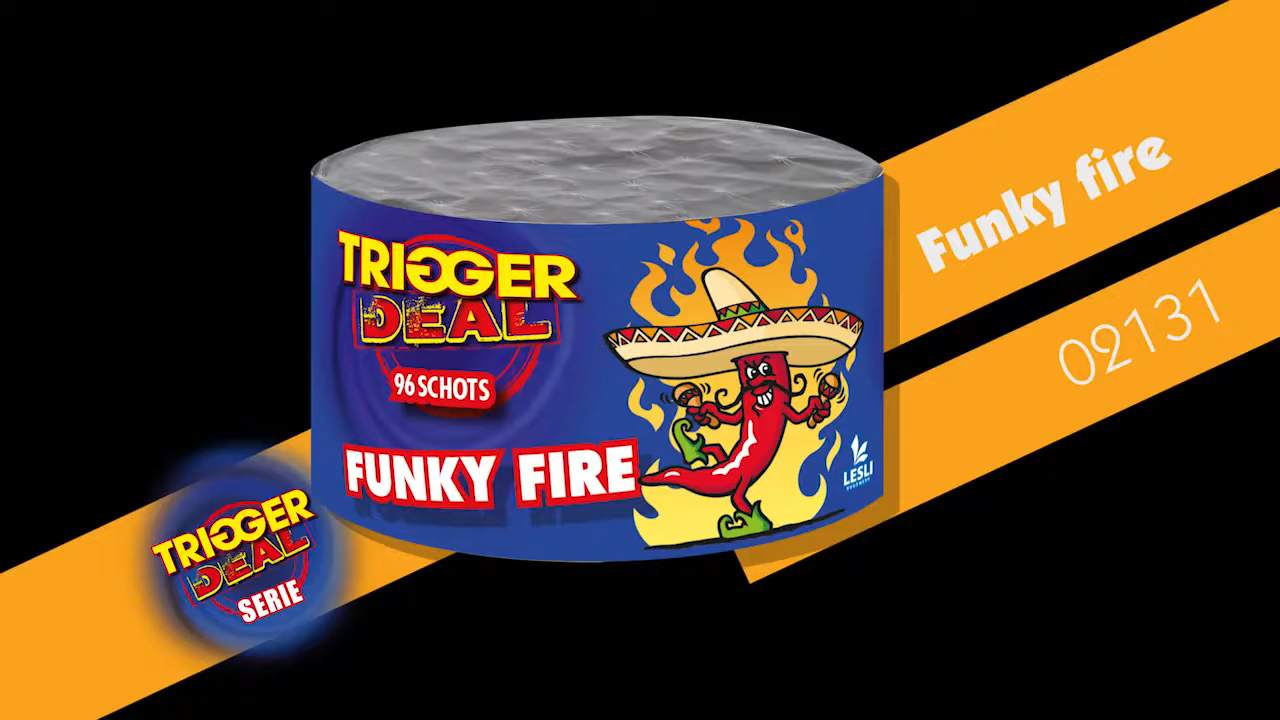 TRIGGER
DEAL
96 SCHOTS
FUNKY FIRE
LESLI
Funky fire
02131
TRIGGER
DEAL
SERIE